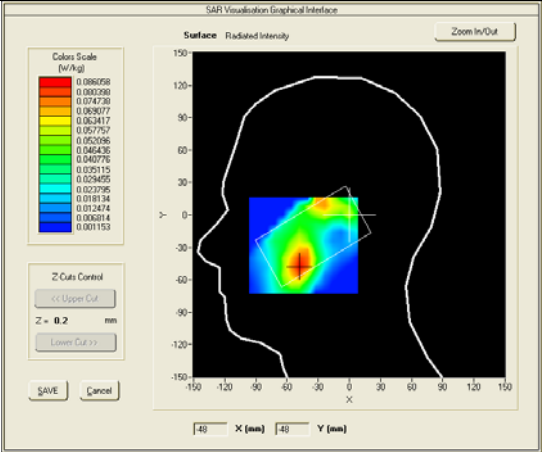 SAR Visualisation Graphical Interface
Surface Radiated Intensity
Zoom In/Out
Colors Scale
(W/kg)
0.086058
0.080398
0.074738
0.069077
0.063417
0.057757
0.052096
0.046436
0.040776
0.035115
0.029455
0.023795
0.018134
0.012474
0.006814
0.001153
150
120
90
60
30
0
-30
-60
-90
-120
-150
Y
-150 -120 -90 -60 -30 0 30 60 90 120 150
X
Z-Cuts Control
<< Upper Cut
Z = 0.2 mm
Lower Cut >>
SAVE Cancel
-48 X (mm) -48 Y (mm)